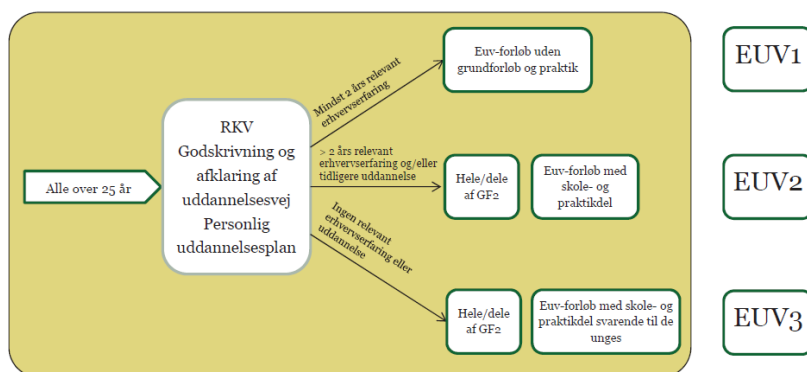 Alle over 25 år
RKV
Godskrivning og
afklaring af
uddannelsesvej
Personlig
uddannelsesplan
Mindst 2 års relevant
erhvervserfaring
Euv-forløb uden
grundforløb og praktik
EUV1
> 2 års relevant
erhvervserfaring og/eller
tidligere uddannelse
Hele/dele
af GF2
Euv-forløb med
skole- og
praktikdel
EUV2
Ingen relevant
erhvervserfaring eller
uddannelse
Hele/dele
af GF2
Euv-forløb med skole- og
praktikdel svarende til de
unges
EUV3